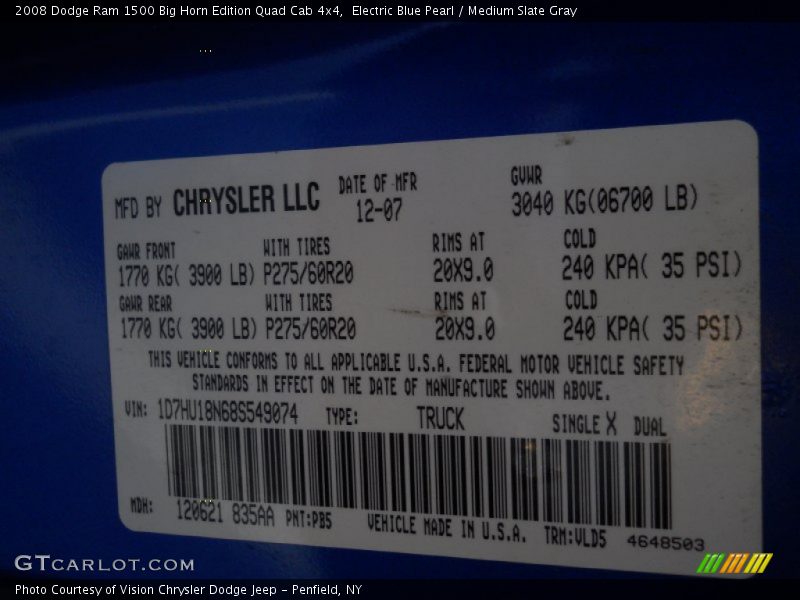 2008 Dodge Ram 1500 Big Horn Edition Quad Cab 4x4,  Electric Blue Pearl / Medium Slate Gray
MFD BY CHRYSLER LLC DATE OF MFR 12-07 GVWR 3040 KG(06700 LB)
GAWR FRONT WITH TIRES RIMS AT COLD
1770 KG( 3900 LB) P275/60R20 20X9.0 240 KPA( 35 PSI)
GAWR REAR WITH TIRES RIMS AT COLD
1770 KG( 3900 LB) P275/60R20 20X9.0 240 KPA( 35 PSI)
THIS VEHICLE CONFORMS TO ALL APPLICABLE U.S.A. FEDERAL MOTOR VEHICLE SAFETY
STANDARDS IN EFFECT ON THE DATE OF MANUFACTURE SHOWN ABOVE.
VIN: 1D7HU18N68S549074 TYPE: TRUCK SINGLE X DUAL
MDH: 120621 835AA PNT:PB5 VEHICLE MADE IN U.S.A. TRM:VLD5 4648503
GTCARLOT.COM
Photo Courtesy of Vision Chrysler Dodge Jeep - Penfield, NY